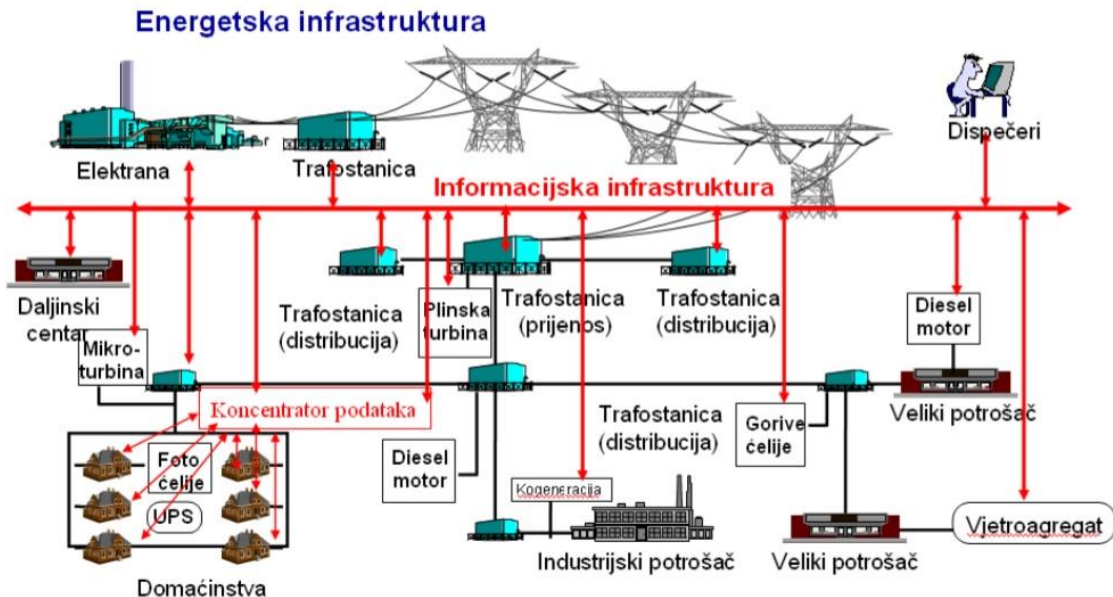 Energetska infrastruktura
Dispečeri
Elektrana
Trafostanica
Informacijska infrastruktura
Daljinski
centar
Trafostanica
(distribucija)
Plinska
turbina
Trafostanica
(prijenos)
Trafostanica
(distribucija)
Diesel
motor
Mikro-
turbina
Koncentrator podataka
Trafostanica
(distribucija)
Gorive
ćelije
Veliki potrošač
Foto
ćelije
UPS
Diesel
motor
Kogeneracija
Industrijski potrošač
Veliki potrošač
Vjetroagregat
Domaćinstva